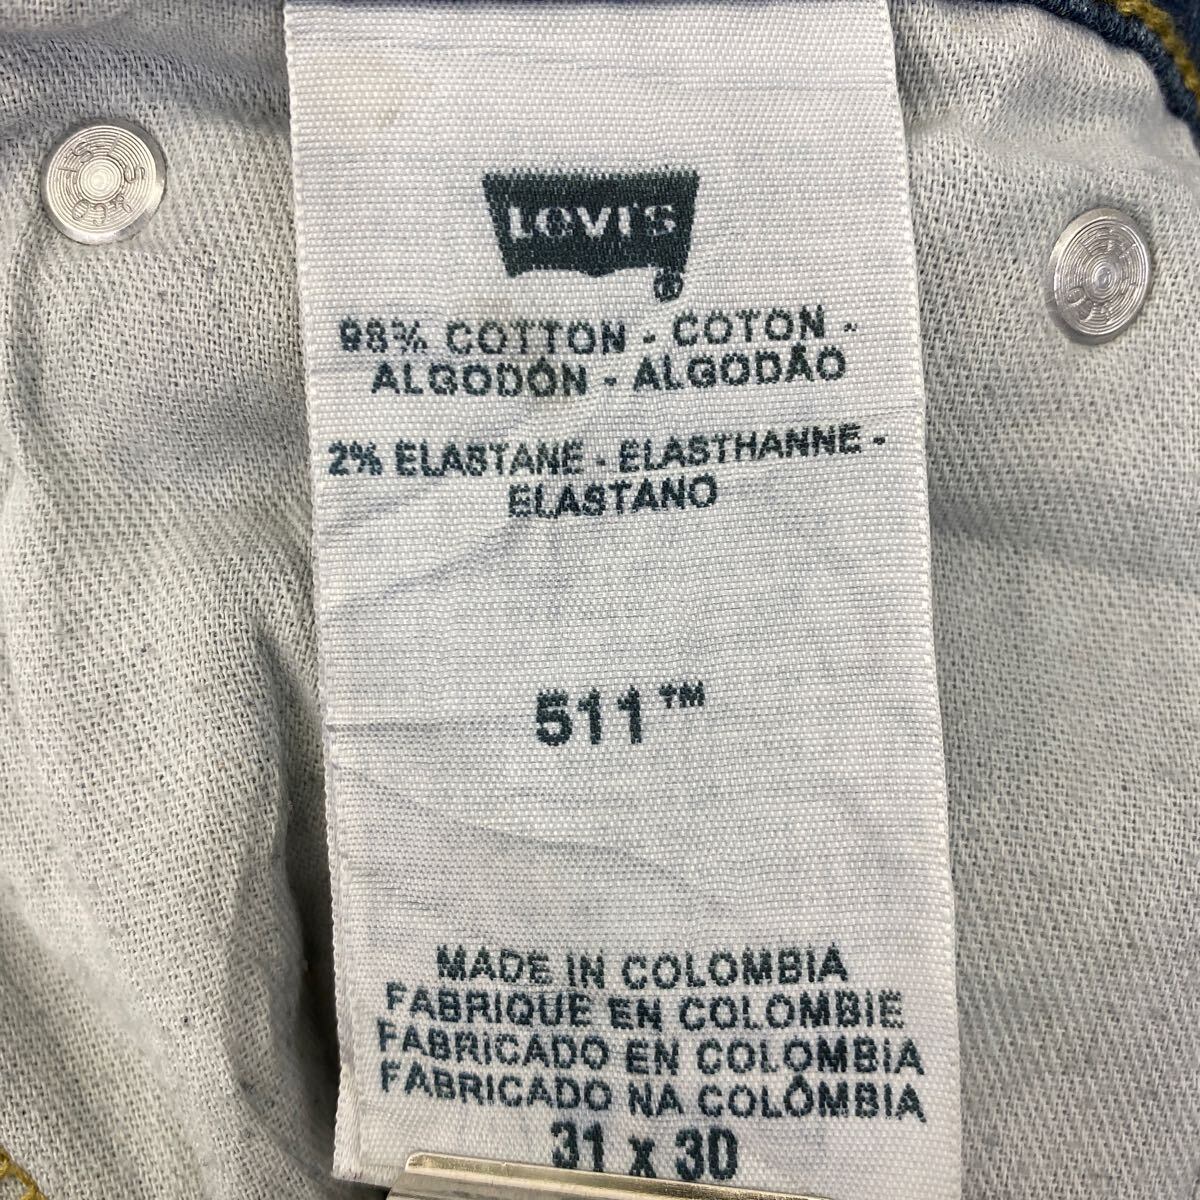 LEVI'S
®
98% COTTON - COTON -
ALGODÓN - ALGODÃO
2% ELASTANE - ELASTHANNE -
ELASTANO
511™
MADE IN COLOMBIA
FABRIQUE EN COLOMBIE
FABRICADO EN COLOMBIA
FABRICADO NA COLÔMBIA
31 x 30